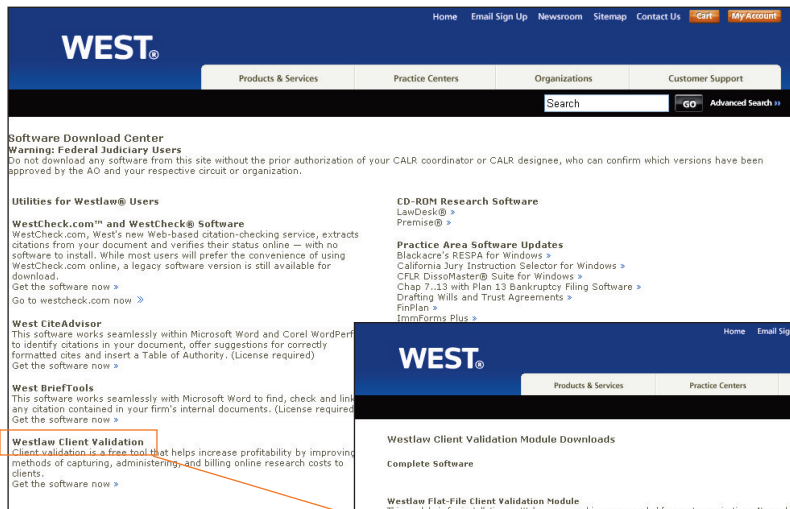 Home Email Sign Up Newsroom Sitemap Contact Us Cart My Account
WEST®
Products & Services Practice Centers Organizations Customer Support
Search GO Advanced Search »
Software Download Center
Warning: Federal Judiciary Users
Do not download any software from this site without the prior authorization of your CALR coordinator or CALR designee, who can confirm which versions have been
approved by the AO and your respective circuit or organization.
Utilities for Westlaw® Users
WestCheck.com™ and WestCheck® Software
WestCheck.com, West's new Web-based citation-checking service, extracts
citations from your document and verifies their status online — with no
software to install. While most users will prefer the convenience of using
WestCheck.com online, a legacy software version is still available for
download.
Get the software now »
Go to westcheck.com now »
West CiteAdvisor
This software works seamlessly within Microsoft Word and Corel WordPerf
to identify citations in your document, offer suggestions for correctly
formatted cites and insert a Table of Authority. (License required)
Get the software now »
West BriefTools
This software works seamlessly with Microsoft Word to find, check and link
any citation contained in your firm's internal documents. (License required
Get the software now »
Westlaw Client Validation
Client validation is a free tool that helps increase profitability by improving
methods of capturing, administering, and billing online research costs to
clients.
Get the software now »
CD-ROM Research Software
LawDesk® »
Premise® »
Practice Area Software Updates
Blackacre's RESPA for Windows »
California Jury Instruction Selector for Windows »
CFLR DissoMaster® Suite for Windows »
Chap 7..13 with Plan 13 Bankruptcy Filing Software »
Drafting Wills and Trust Agreements »
FinPlan »
ImmForms Plus »
Home Email Sig
WEST®
Products & Services Practice Centers
Westlaw Client Validation Module Downloads
Complete Software
Westlaw Flat-File Client Validation Module